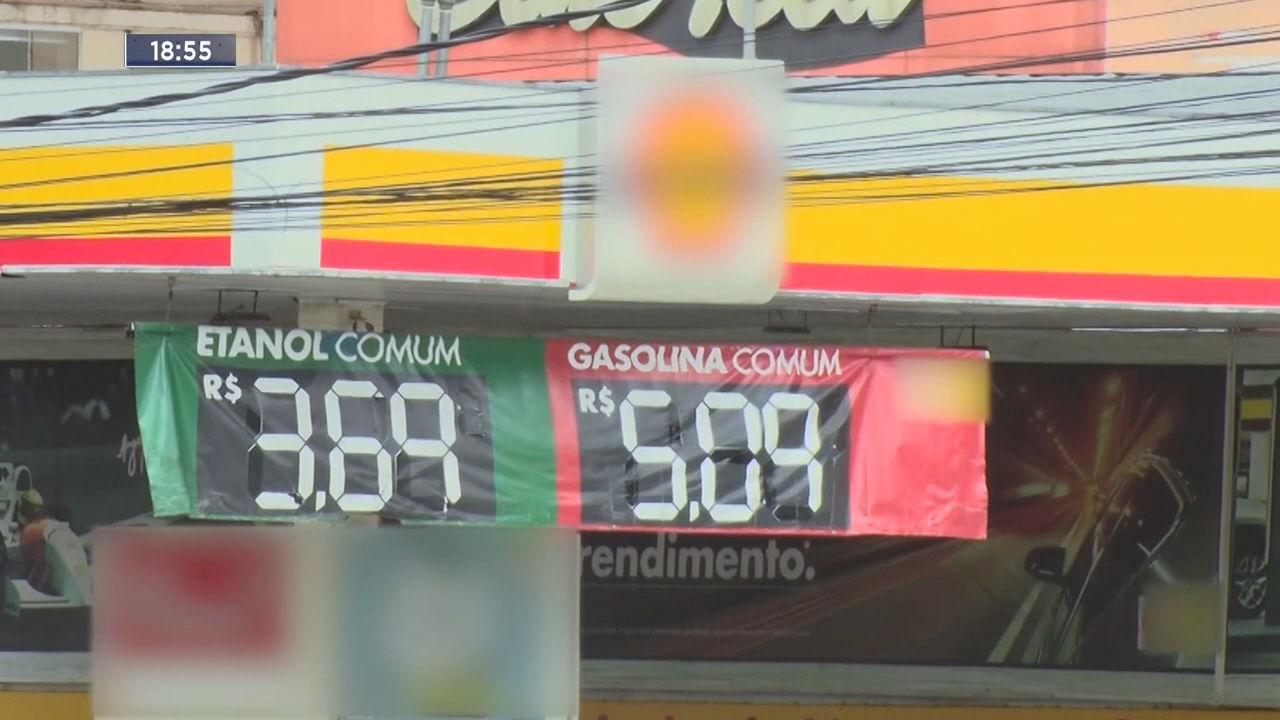 18:55
ETANOL COMUM
R$ 3,69
GASOLINA COMUM
R$ 5,09
rendimento.